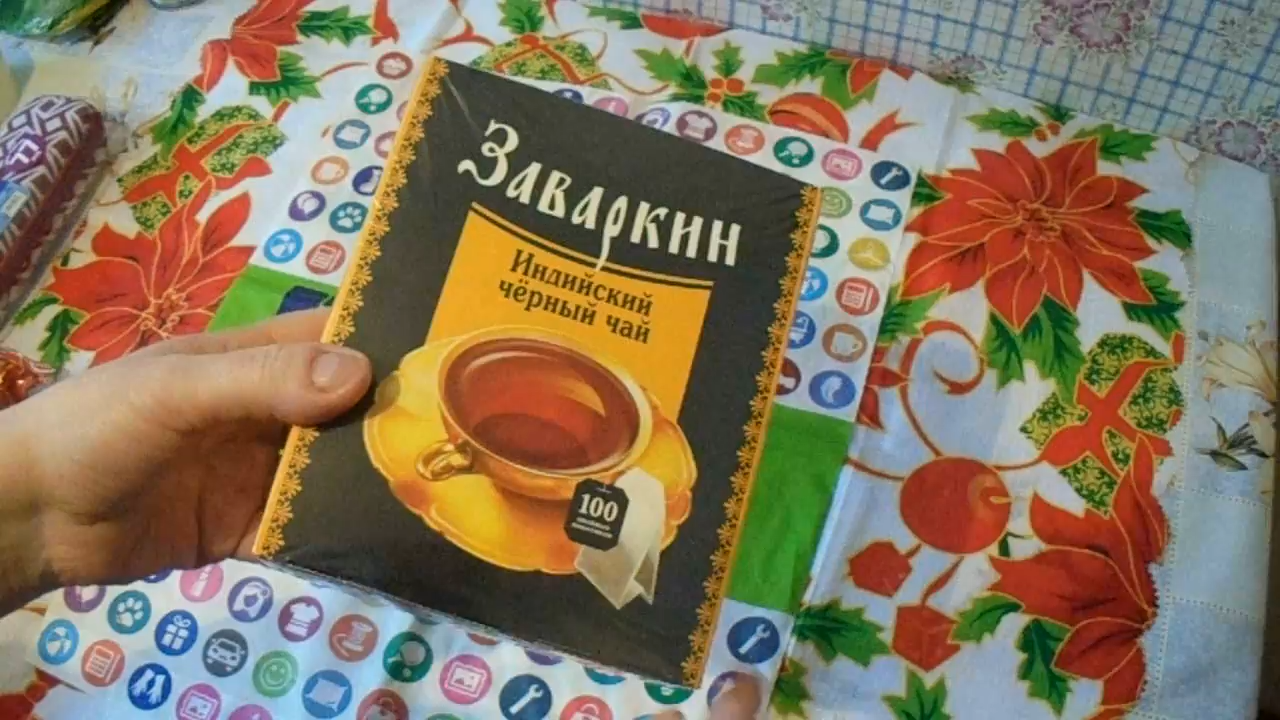 Заваркин
Индийский
чёрный чай
100